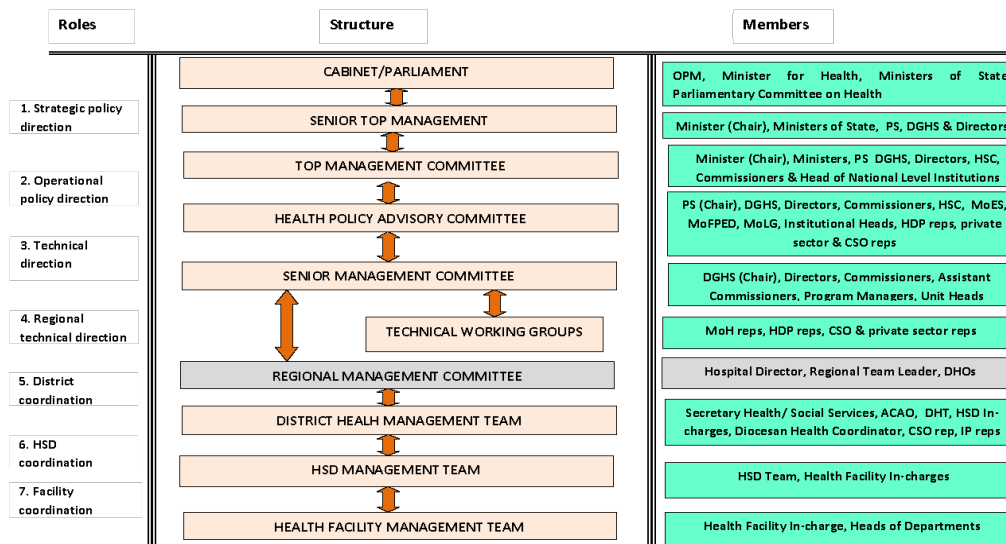 Roles
Structure
Members
1. Strategic policy
direction
2. Operational
policy direction
3. Technical
direction
4. Regional
technical direction
5. District
coordination
6. HSD
coordination
7. Facility
coordination
CABINET/PARLIAMENT
SENIOR TOP MANAGEMENT
TOP MANAGEMENT COMMITTEE
HEALTH POLICY ADVISORY COMMITTEE
SENIOR MANAGEMENT COMMITTEE
TECHNICAL WORKING GROUPS
REGIONAL MANAGEMENT COMMITTEE
DISTRICT HEALH MANAGEMENT TEAM
HSD MANAGEMENT TEAM
HEALTH FACILITY MANAGEMENT TEAM
OPM, Minister for Health, Ministers of State
Parliamentary Committee on Health
Minister (Chair), Ministers of State, PS, DGHS & Directors
Minister (Chair), Ministers, PS DGHS, Directors, HSC,
Commissioners & Head of National Level Institutions
PS (Chair), DGHS, Directors, Commissioners, HSC, MoES,
MoFPED, MoLG, Institutional Heads, HDP reps, private
sector & CSO reps
DGHS (Chair), Directors, Commissioners, Assistant
Commissioners, Program Managers, Unit Heads
MoH reps, HDP reps, CSO & private sector reps
Hospital Director, Regional Team Leader, DHOs
Secretary Health/ Social Services, ACAO, DHT, HSD In-
charges, Diocesan Health Coordinator, CSO rep, IP reps
HSD Team, Health Facility In-charges
Health Facility In-charge, Heads of Departments